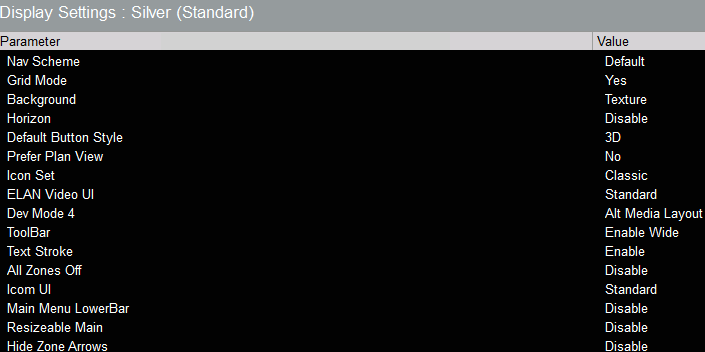 Display Settings : Silver (Standard)
Parameter Value
Nav Scheme Default
Grid Mode Yes
Background Texture
Horizon Disable
Default Button Style 3D
Prefer Plan View No
Icon Set Classic
ELAN Video UI Standard
Dev Mode 4 Alt Media Layout
ToolBar Enable Wide
Text Stroke Enable
All Zones Off Disable
Icom UI Standard
Main Menu LowerBar Disable
Resizeable Main Disable
Hide Zone Arrows Disable